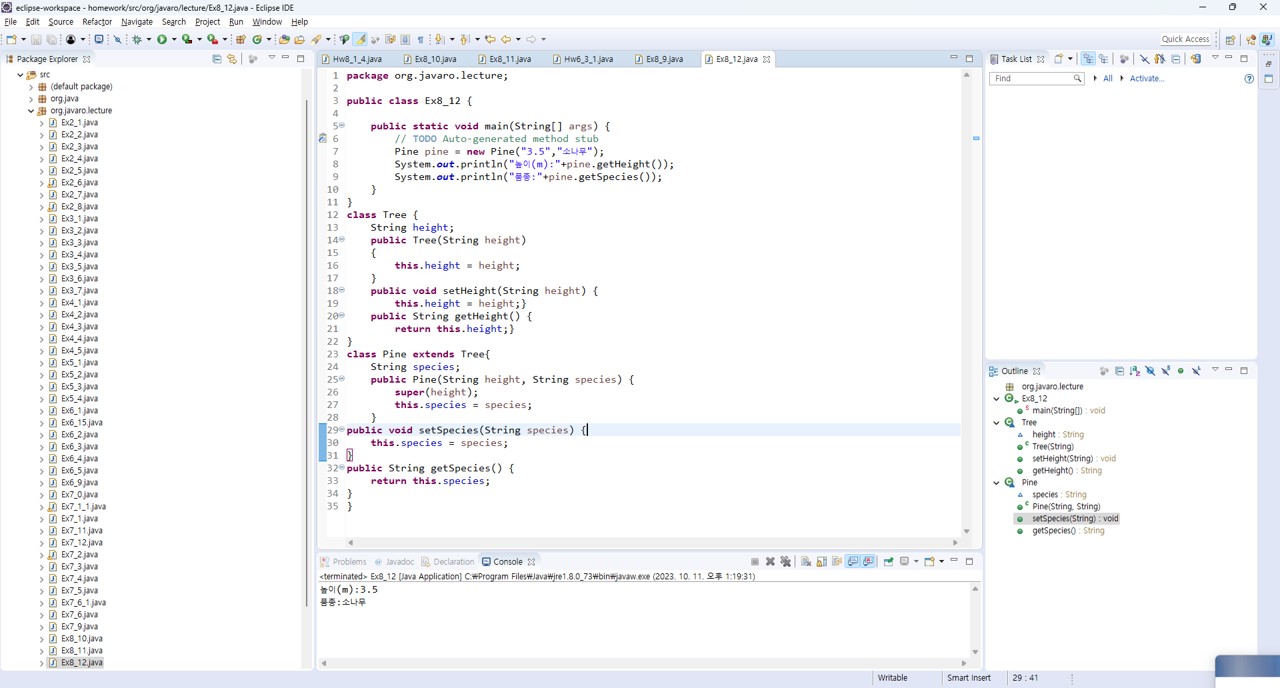 eclipse-workspace - homework/src/org/javaro/lecture/Ex8_12.java - Eclipse IDE
File Edit Source Refactor Navigate Search Project Run Window Help
Quick Access
Package Explorer
src
(default package)
org.java
org.javaro.lecture
Ex2_1.java
Ex2_2.java
Ex2_3.java
Ex2_4.java
Ex2_5.java
Ex2_6.java
Ex2_7.java
Ex2_8.java
Ex3_1.java
Ex3_2.java
Ex3_3.java
Ex3_4.java
Ex3_5.java
Ex3_6.java
Ex3_7.java
Ex4_1.java
Ex4_2.java
Ex4_3.java
Ex4_4.java
Ex4_5.java
Ex5_1.java
Ex5_2.java
Ex5_3.java
Ex5_4.java
Ex6_1.java
Ex6_15.java
Ex6_2.java
Ex6_3.java
Ex6_4.java
Ex6_5.java
Ex6_9.java
Ex7_0.java
Ex7_1_1.java
Ex7_1.java
Ex7_11.java
Ex7_12.java
Ex7_2.java
Ex7_3.java
Ex7_4.java
Ex7_5.java
Ex7_6_1.java
Ex7_6.java
Ex7_9.java
Ex8_10.java
Ex8_11.java
Ex8_12.java
Hw8_1_4.java Ex8_10.java Ex8_11.java Hw6_3_1.java Ex8_9.java Ex8_12.java
1 package org.javaro.lecture;
2
3 public class Ex8_12 {
4
5 public static void main(String[] args) {
6 // TODO Auto-generated method stub
7 Pine pine = new Pine("3.5","소나무");
8 System.out.println("높이(m):"+pine.getHeight());
9 System.out.println("품종:"+pine.getSpecies());
10 }
11 }
12 class Tree {
13 String height;
14 public Tree(String height)
15 {
16 this.height = height;
17 }
18 public void setHeight(String height) {
19 this.height = height;}
20 public String getHeight() {
21 return this.height;}
22 }
23 class Pine extends Tree{
24 String species;
25 public Pine(String height, String species) {
26 super(height);
27 this.species = species;
28 }
29 public void setSpecies(String species) {
30 this.species = species;
31 }
32 public String getSpecies() {
33 return this.species;
34 }
35 }
Problems Javadoc Declaration Console
<terminated> Ex8_12 [Java Application] C:₩Program Files₩Java₩jre1.8.0_73₩bin₩javaw.exe (2023. 10. 11. 오후 1:19:31)
높이(m):3.5
품종:소나무
Task List
Find All Activate...
Outline
org.javaro.lecture
Ex8_12
main(String[]) : void
Tree
height : String
Tree(String)
setHeight(String) : void
getHeight() : String
Pine
species : String
Pine(String, String)
setSpecies(String) : void
getSpecies() : String
Writable Smart Insert 29 : 41